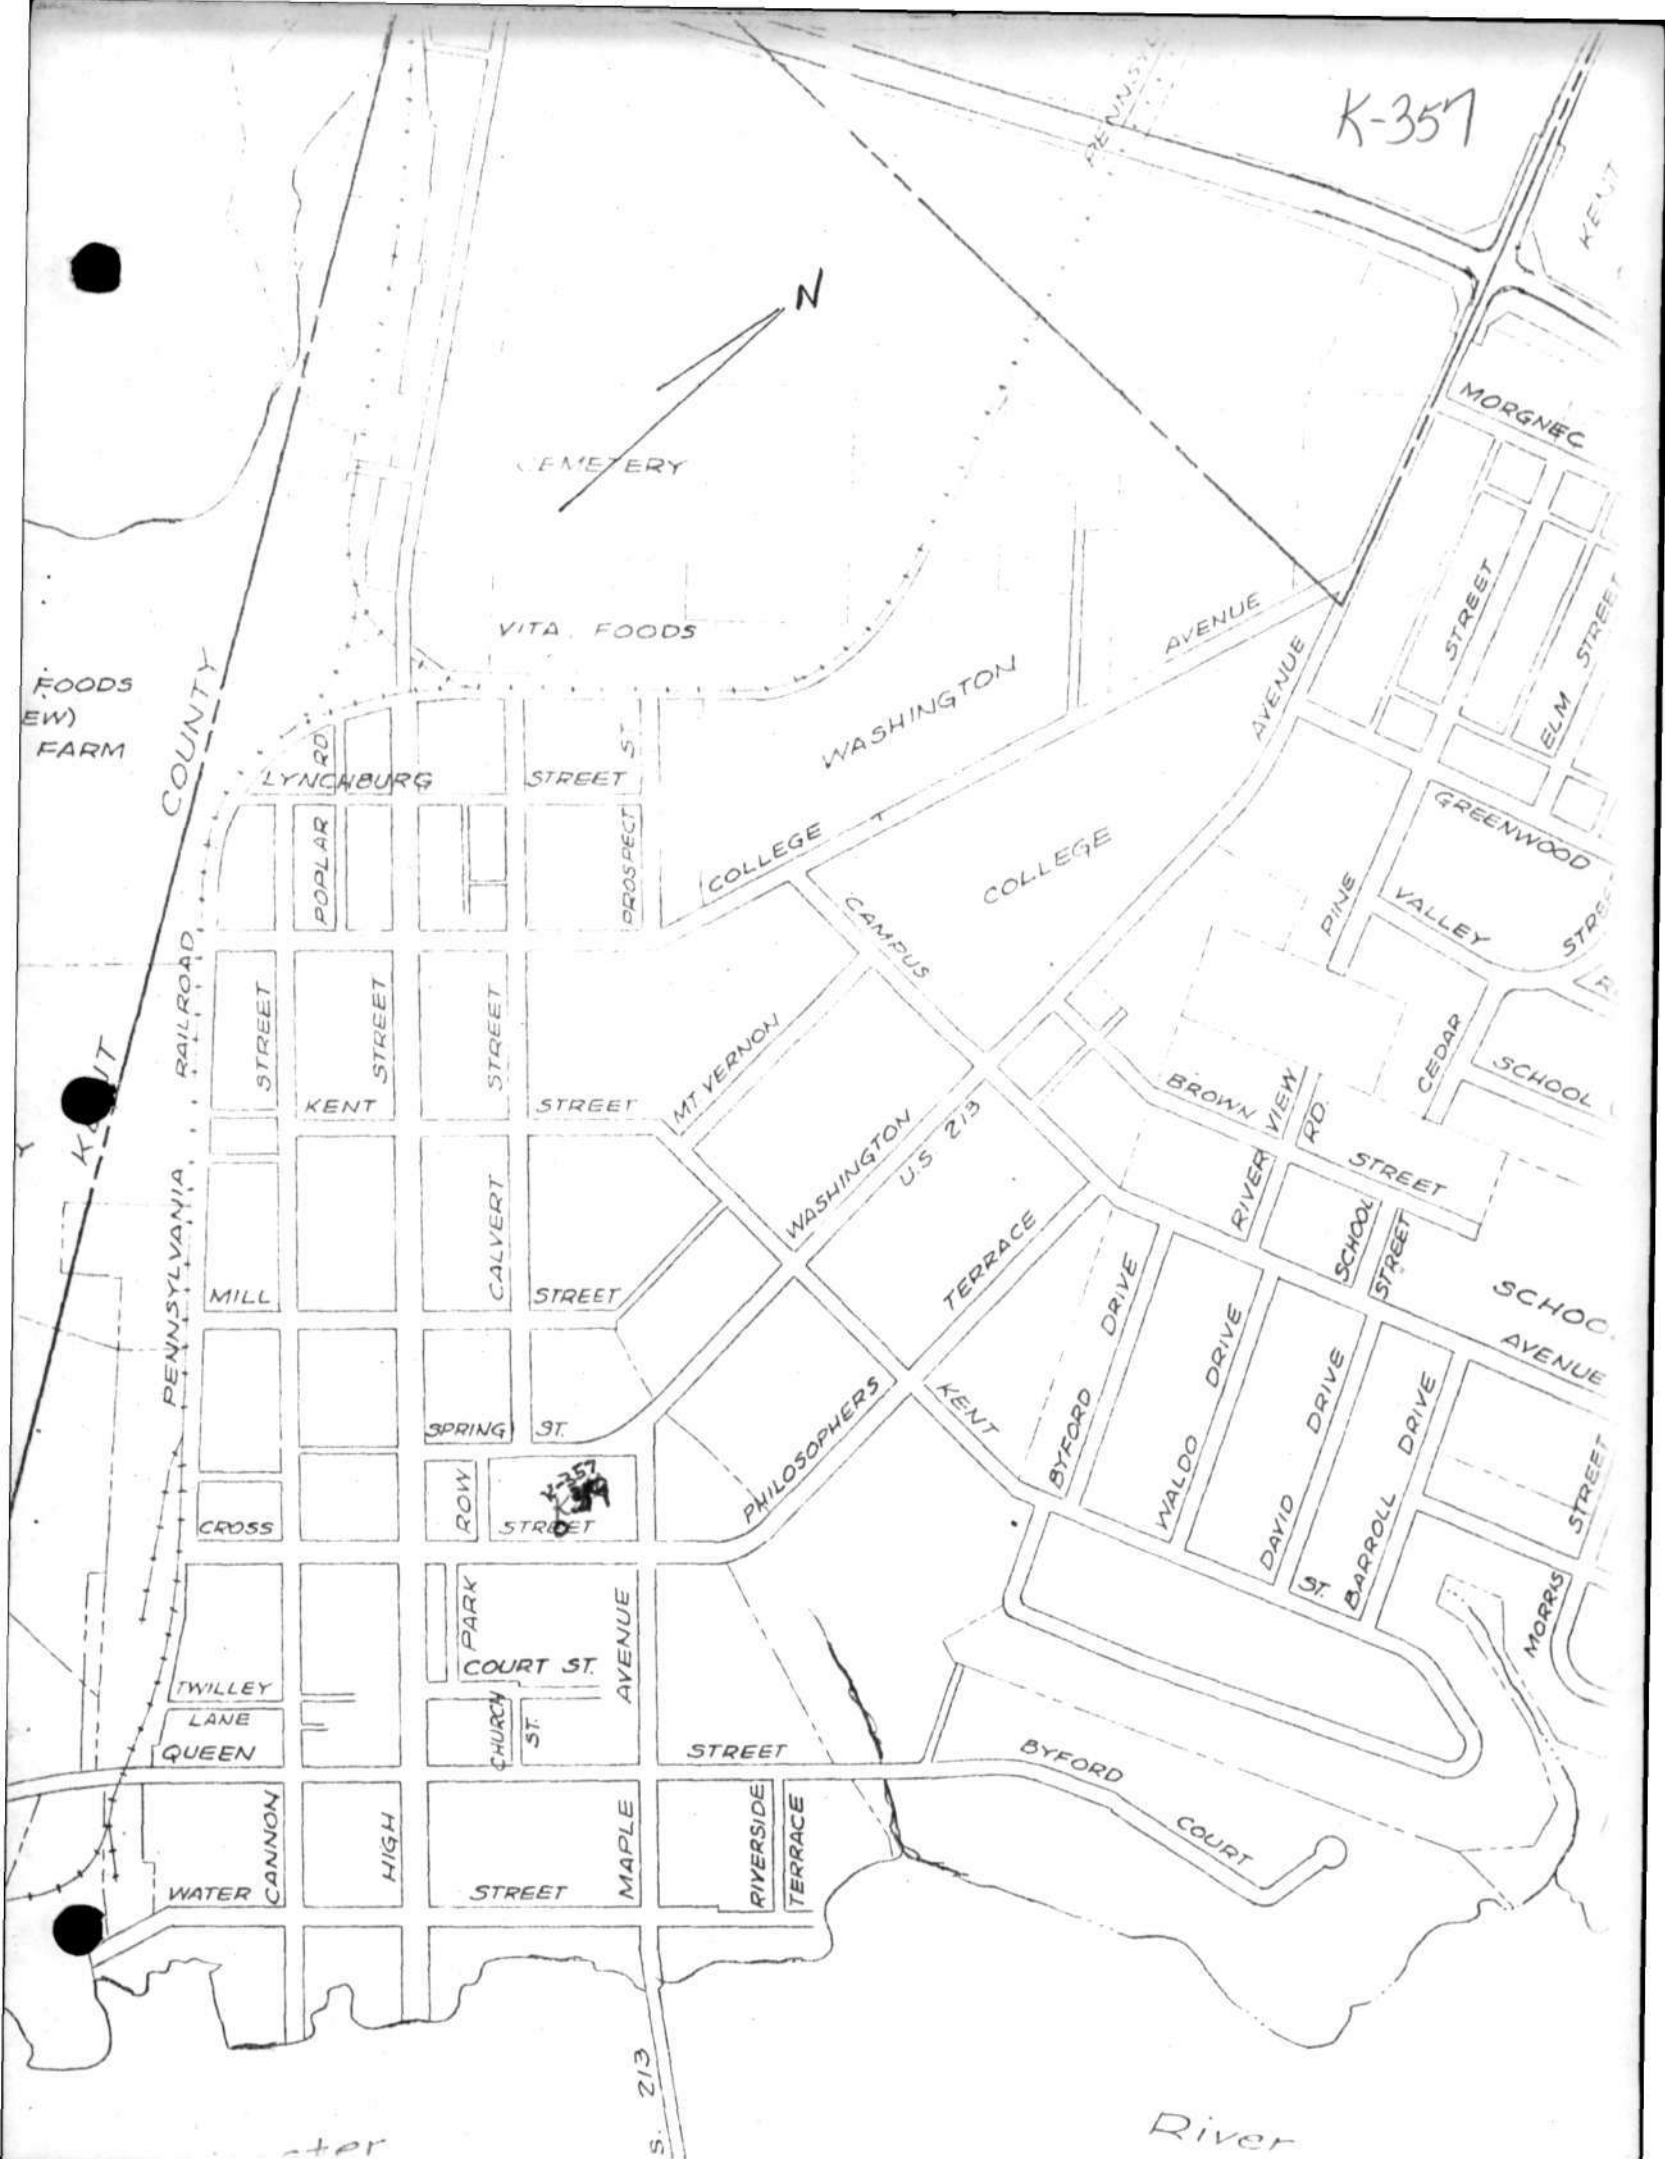 K-357
KENT
N
MORGNEC
CEMETERY
STREET
STREET
ELM
VITA FOODS
AVENUE
AVENUE
WASHINGTON
FOODS
EW)
FARM
COUNTY
KENT
LYNCHBURG STREET
POPLAR RD.
PROSPECT ST.
COLLEGE
COLLEGE
CAMPUS
GREENWOOD
PINE
VALLEY
CEDAR
SCHOOL
PENNSYLVANIA RAILROAD
STREET
STREET
STREET
KENT STREET
MT VERNON
WASHINGTON
U.S 213
BROWN STREET
RIVER VIEW RD.
SCHOOL STREET
AVENUE
CALVERT
MILL STREET
TERRACE
PHILOSOPHERS
KENT
ST.
BYFORD DRIVE
WALDO DRIVE
DAVID DRIVE
BARROLL DRIVE
MORRIS STREET
SPRING ST.
K-357
CROSS STREET
PARK ROW
COURT ST.
CHURCH ST.
MAPLE AVENUE
TWILLEY
LANE
QUEEN STREET
BYFORD
COURT
CANNON
HIGH
RIVERSIDE
TERRACE
WATER STREET
S. 213
River